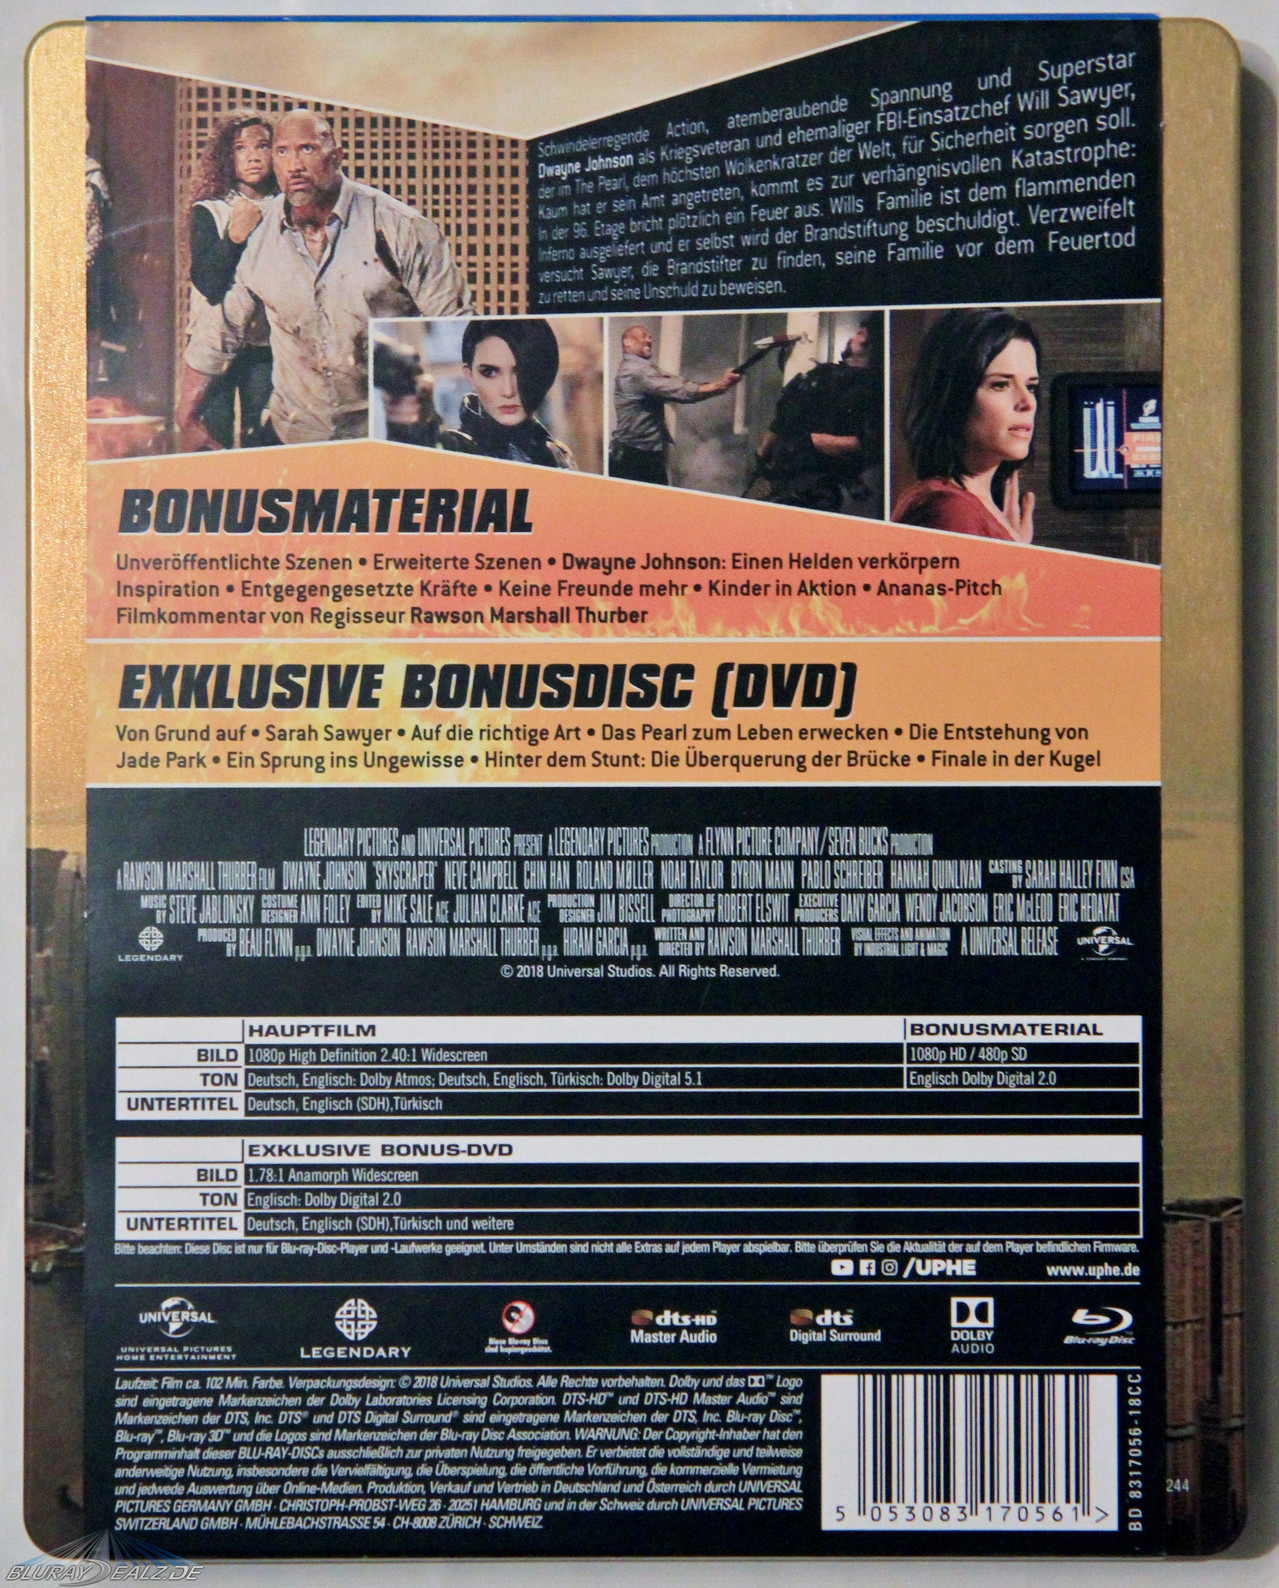 Schwindelerregende Action, atemberaubende Spannung und Superstar
Dwayne Johnson als Kriegsveteran und ehemaliger FBI-Einsatzchef Will Sawyer,
der im The Pearl, dem höchsten Wolkenkratzer der Welt, für Sicherheit sorgen soll.
Kaum hat er sein Amt angetreten, kommt es zur verhängnisvollen Katastrophe:
In der 96. Etage bricht plötzlich ein Feuer aus. Wills Familie ist dem flammenden
Inferno ausgeliefert und er selbst wird der Brandstiftung beschuldigt. Verzweifelt
versucht Sawyer, die Brandstifter zu finden, seine Familie vor dem Feuertod
zu retten und seine Unschuld zu beweisen.
BONUSMATERIAL
Unveröffentlichte Szenen • Erweiterte Szenen • Dwayne Johnson: Einen Helden verkörpern
Inspiration • Entgegengesetzte Kräfte • Keine Freunde mehr • Kinder in Aktion • Ananas-Pitch
Filmkommentar von Regisseur Rawson Marshall Thurber
EXKLUSIVE BONUSDISC (DVD)
Von Grund auf • Sarah Sawyer • Auf die richtige Art • Das Pearl zum Leben erwecken • Die Entstehung von
Jade Park • Ein Sprung ins Ungewisse • Hinter dem Stunt: Die Überquerung der Brücke • Finale in der Kugel
LEGENDARY PICTURES AND UNIVERSAL PICTURES PRESENT A LEGENDARY PICTURES PRODUCTION A FLYNN PICTURE COMPANY/SEVEN BUCKS PRODUCTION
A RAWSON MARSHALL THURBER FILM DWAYNE JOHNSON "SKYSCRAPER" NEVE CAMPBELL CHIN HAN ROLAND MØLLER NOAH TAYLOR BYRON MANN PABLO SCHREIBER HANNAH QUINLIVAN CASTING BY SARAH HALLEY FINN CSA
MUSIC BY STEVE JABLONSKY COSTUME DESIGNER ANN FOLEY EDITED BY MIKE SALE ACE JULIAN CLARKE ACE PRODUCTION DESIGNER JIM BISSELL DIRECTOR OF PHOTOGRAPHY ROBERT ELSWIT EXECUTIVE PRODUCERS DANY GARCIA WENDY JACOBSON ERIC McLEOD ERIC HEDAYAT
PRODUCED BY BEAU FLYNN, p.g.a. DWAYNE JOHNSON RAWSON MARSHALL THURBER, p.g.a. HIRAM GARCIA, p.g.a. WRITTEN AND DIRECTED BY RAWSON MARSHALL THURBER VISUAL EFFECTS AND ANIMATION BY INDUSTRIAL LIGHT & MAGIC A UNIVERSAL RELEASE
LEGENDARY
UNIVERSAL
© 2018 Universal Studios. All Rights Reserved.
HAUPTFILM BONUSMATERIAL
BILD 1080p High Definition 2.40:1 Widescreen 1080p HD / 480p SD
TON Deutsch, Englisch: Dolby Atmos; Deutsch, Englisch, Türkisch: Dolby Digital 5.1 Englisch Dolby Digital 2.0
UNTERTITEL Deutsch, Englisch (SDH),Türkisch
EXKLUSIVE BONUS-DVD
BILD 1.78:1 Anamorph Widescreen
TON Englisch: Dolby Digital 2.0
UNTERTITEL Deutsch, Englisch (SDH),Türkisch und weitere
Bitte beachten: Diese Disc ist nur für Blu-ray-Disc-Player und -Laufwerke geeignet. Unter Umständen sind nicht alle Extras auf jedem Player abspielbar. Bitte überprüfen Sie die Aktualität der auf dem Player befindlichen Firmware.
/UPHE www.uphe.de
UNIVERSAL
UNIVERSAL PICTURES
HOME ENTERTAINMENT
LEGENDARY
Diese Blu-ray Disc
sind kopiergeschützt.
dts-HD
Master Audio
dts
Digital Surround
DOLBY
AUDIO
Blu-ray Disc
Laufzeit: Film ca. 102 Min. Farbe. Verpackungsdesign: © 2018 Universal Studios. Alle Rechte vorbehalten. Dolby und das ™ Logo
sind eingetragene Markenzeichen der Dolby Laboratories Licensing Corporation. DTS-HD™ und DTS-HD Master Audio™ sind
Markenzeichen der DTS, Inc. DTS® und DTS Digital Surround® sind eingetragene Markenzeichen der DTS, Inc. Blu-ray Disc™,
Blu-ray™, Blu-ray 3D™ und die Logos sind Markenzeichen der Blu-ray Disc Association. WARNUNG: Der Copyright-Inhaber hat den
Programminhalt dieser BLU-RAY-DISCs ausschließlich zur privaten Nutzung freigegeben. Er verbietet die vollständige und teilweise
anderweitige Nutzung, insbesondere die Vervielfältigung, die Überspielung, die öffentliche Vorführung, die kommerzielle Vermietung
und jedwede Auswertung über Online-Medien. Produktion, Verkauf und Vertrieb in Deutschland und Österreich durch UNIVERSAL
PICTURES GERMANY GMBH · CHRISTOPH-PROBST-WEG 26 · 20251 HAMBURG und in der Schweiz durch UNIVERSAL PICTURES
SWITZERLAND GMBH · MÜHLEBACHSTRASSE 54 · CH-8008 ZÜRICH · SCHWEIZ
5 053083 170561 >
BD 8317056-18CC
244
BLURAYDEALZ.DE